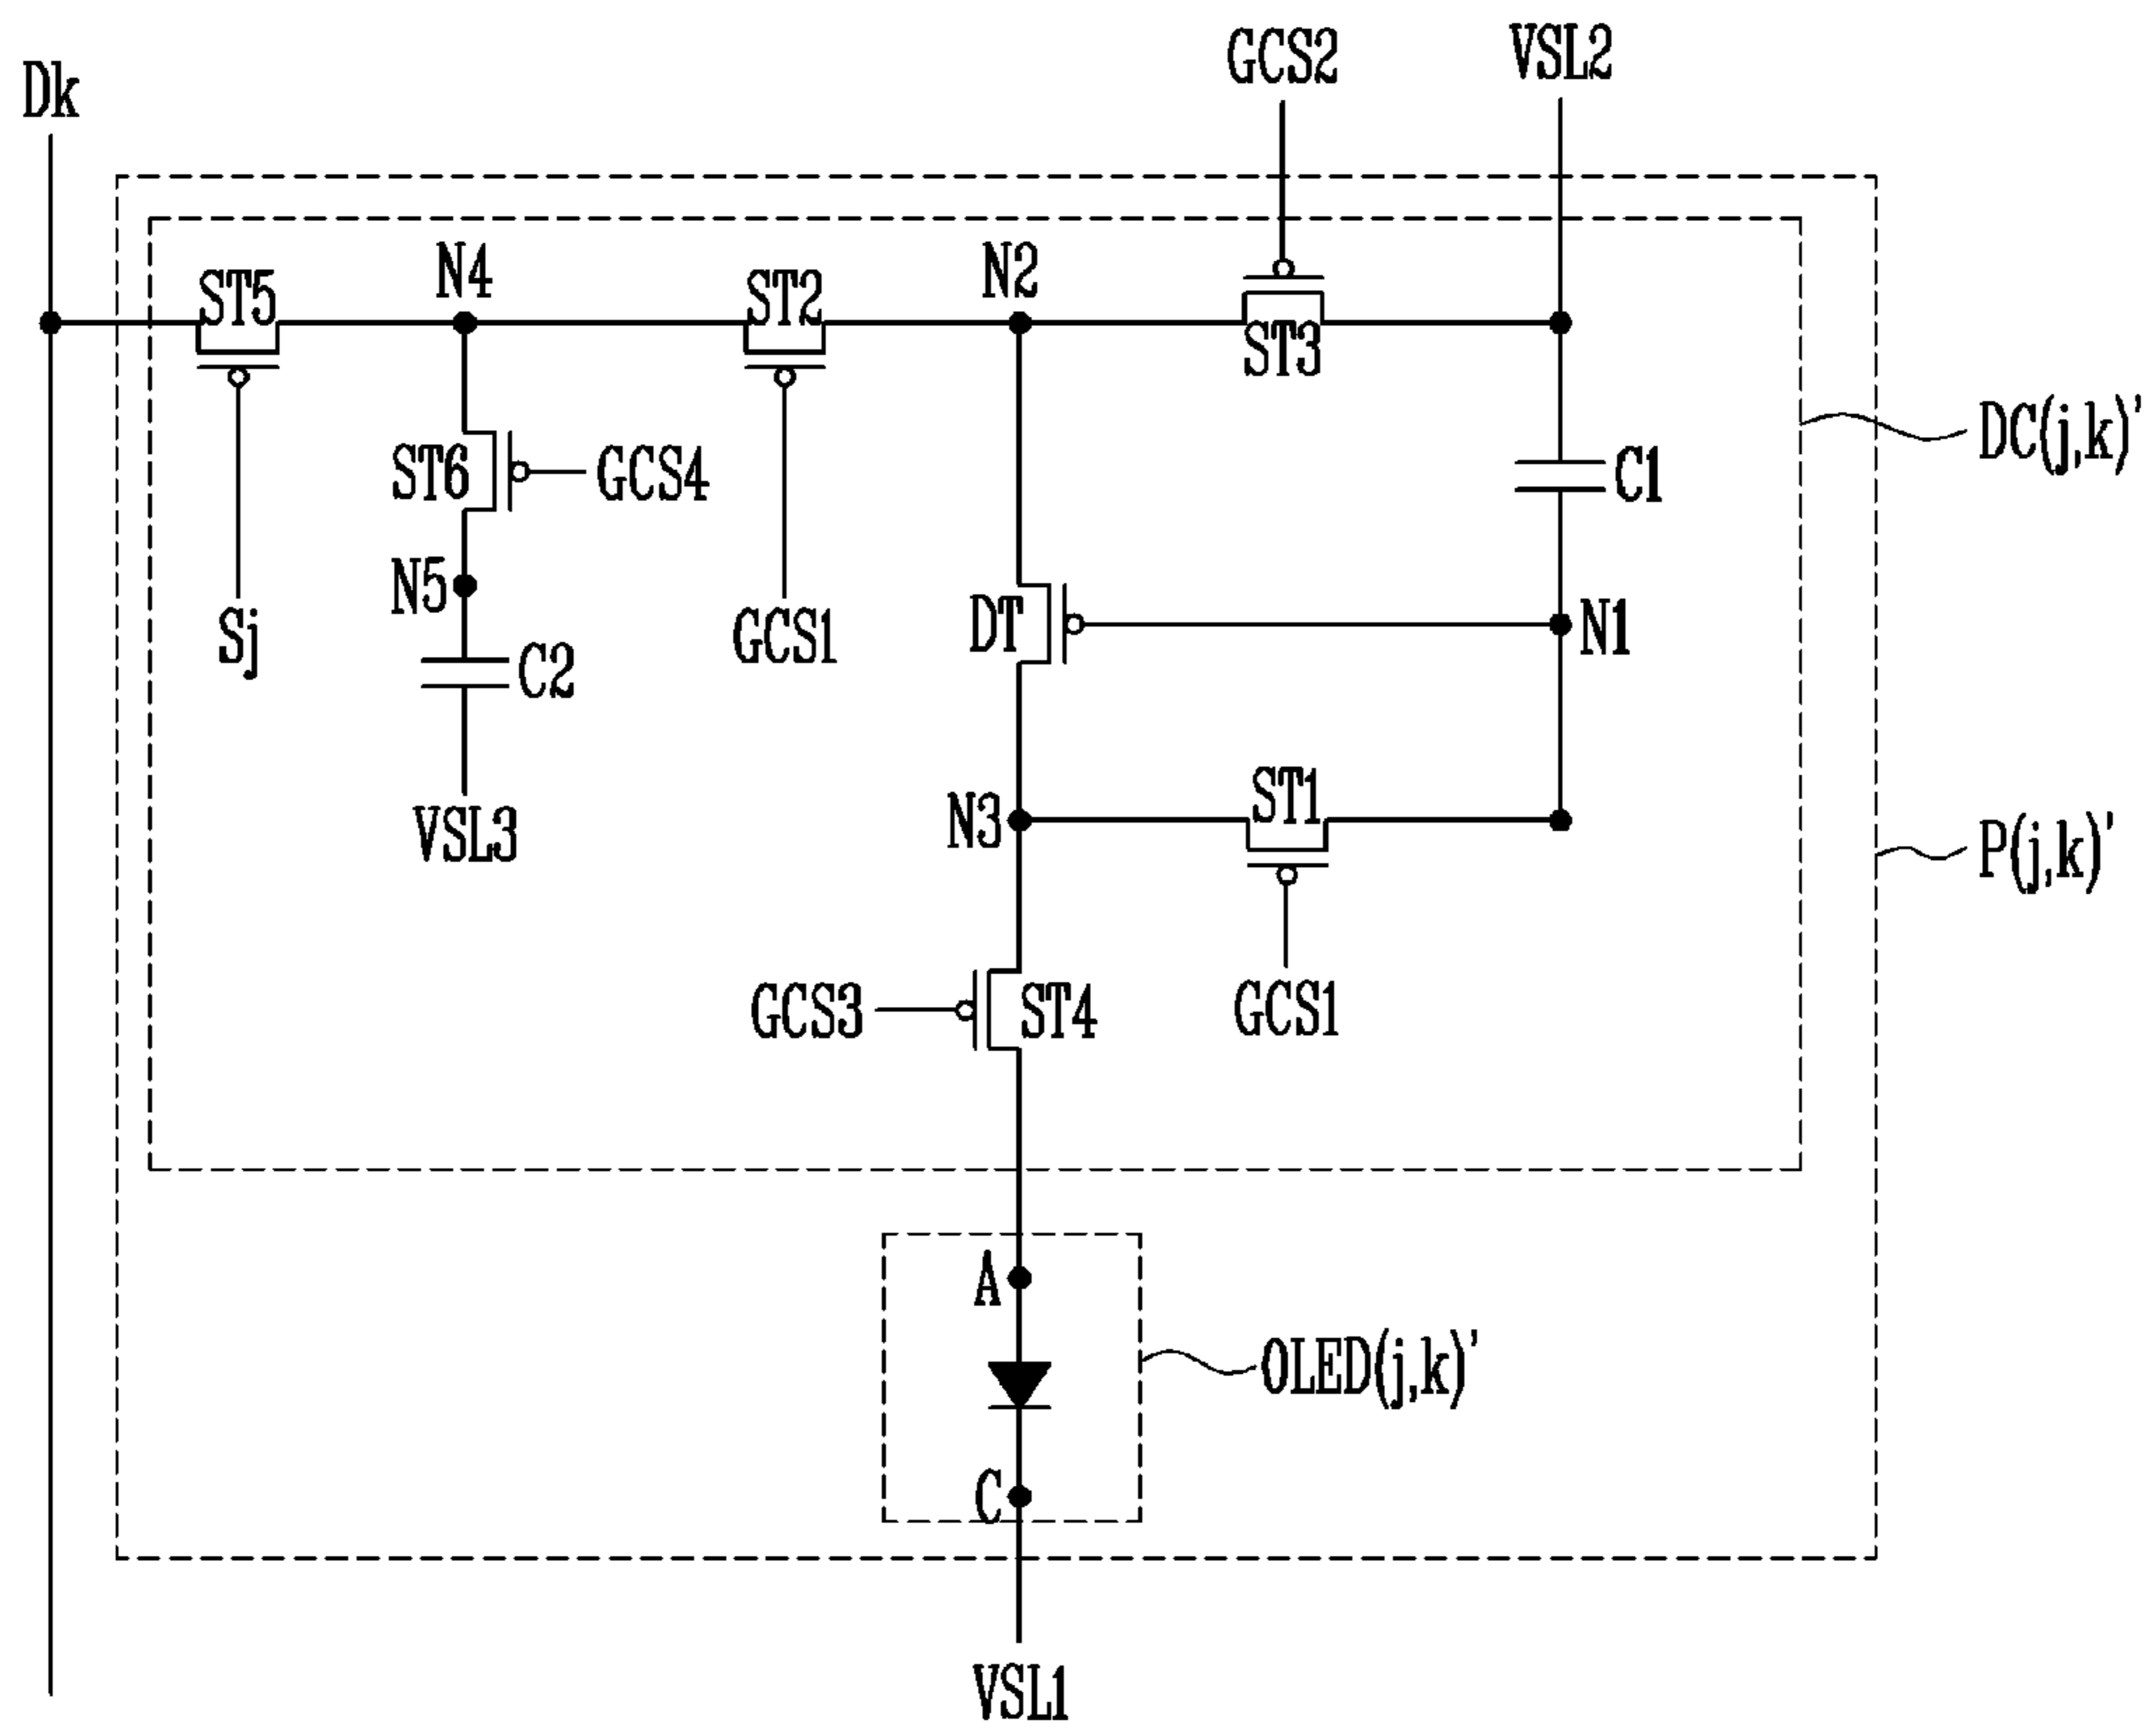 GCS2
VSL2
Dk
ST5
N4
ST2
N2
ST3
DC(j,k)'
ST6
GCS4
C1
N5
Sj
GCS1
DT
N1
C2
VSL3
N3
ST1
P(j,k)'
GCS3
ST4
GCS1
A
OLED(j,k)'
C
VSL1